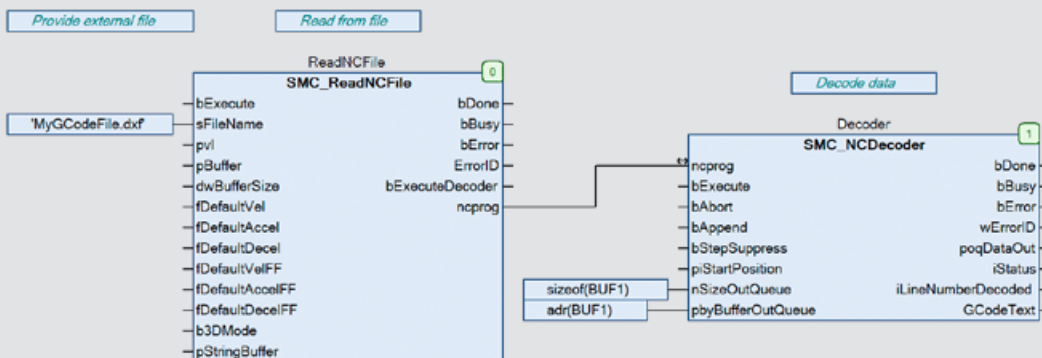 Provide external file
Read from file
ReadNCFile
0
SMC_ReadNCFile
bExecute
bDone
'MyGCodeFile.dxf'
sFileName
bBusy
pvl
bError
pBuffer
ErrorID
dwBufferSize
bExecuteDecoder
fDefaultVel
ncprog
fDefaultAccel
fDefaultDecel
fDefaultVelFF
fDefaultAccelFF
fDefaultDecelFF
b3DMode
pStringBuffer
Decode data
Decoder
1
SMC_NCDecoder
ncprog
bDone
bExecute
bBusy
bAbort
bError
bAppend
wErrorID
bStepSuppress
poqDataOut
piStartPosition
iStatus
sizeof(BUF1)
nSizeOutQueue
iLineNumberDecoded
adr(BUF1)
pbyBufferOutQueue
GCodeText